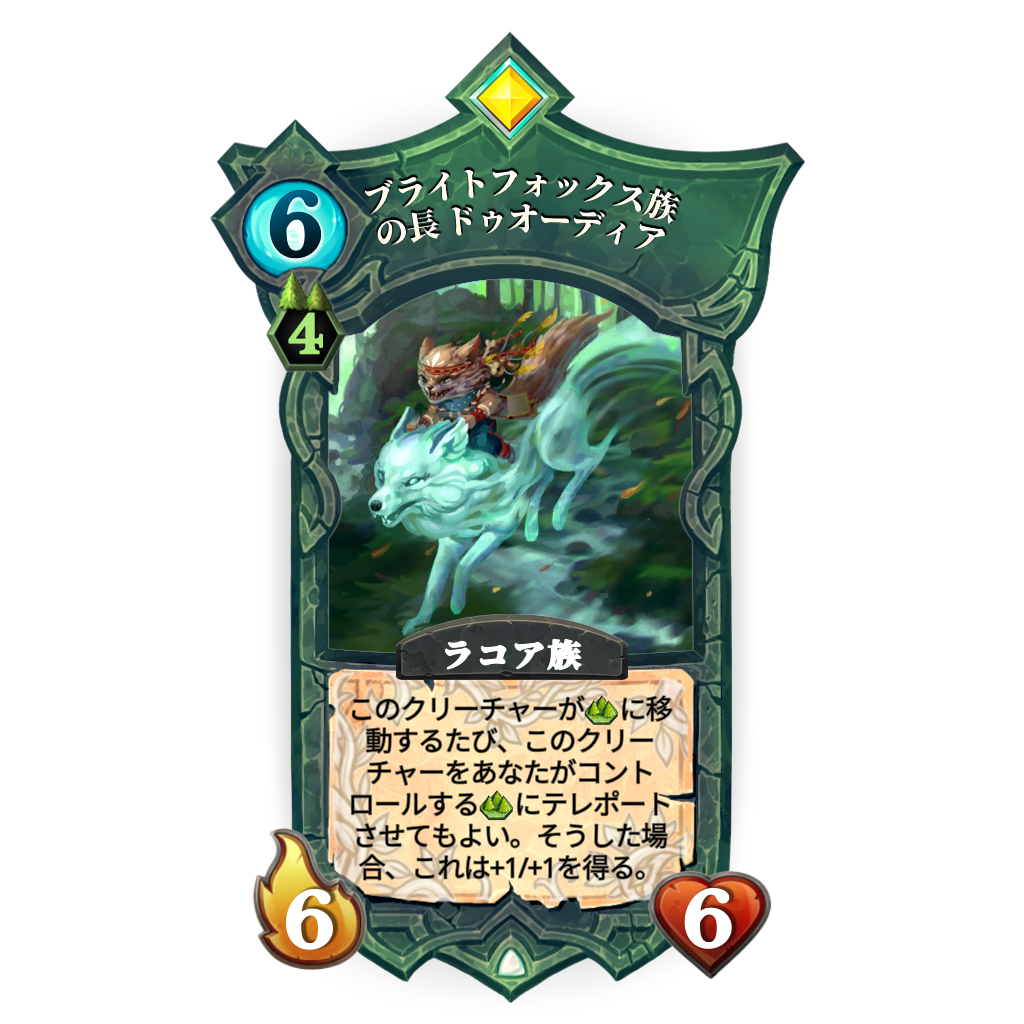 6
ブライトフォックス族
の長 ドゥオーディア
4
ラコア族
このクリーチャーがに移
動するたび、このクリー
チャーをあなたがコント
ロールするにテレポート
させてもよい。そうした場
合、これは+1/+1を得る。
6
6